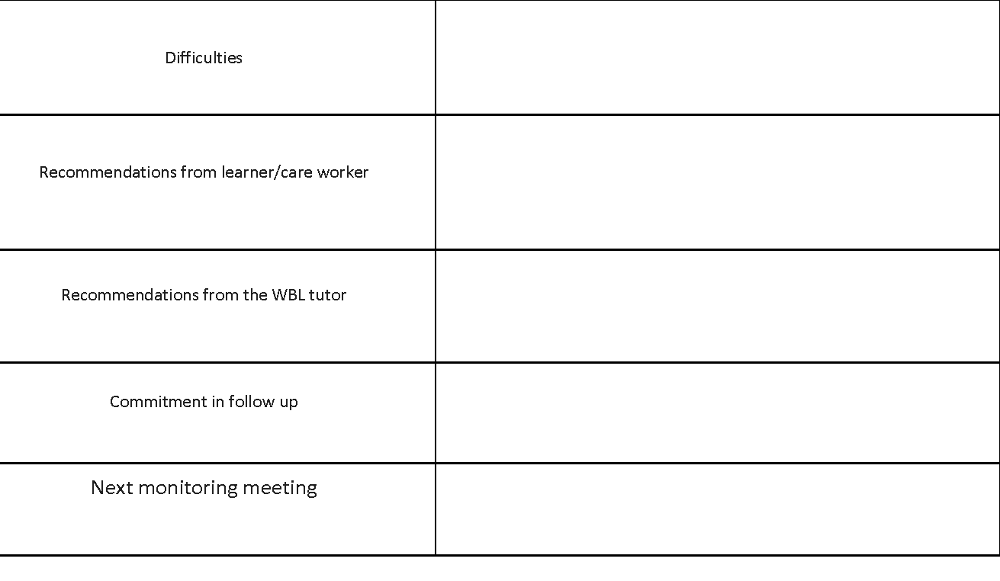 Difficulties
Recommendations from learner/care worker
Recommendations from the WBL tutor
Commitment in follow up
Next monitoring meeting